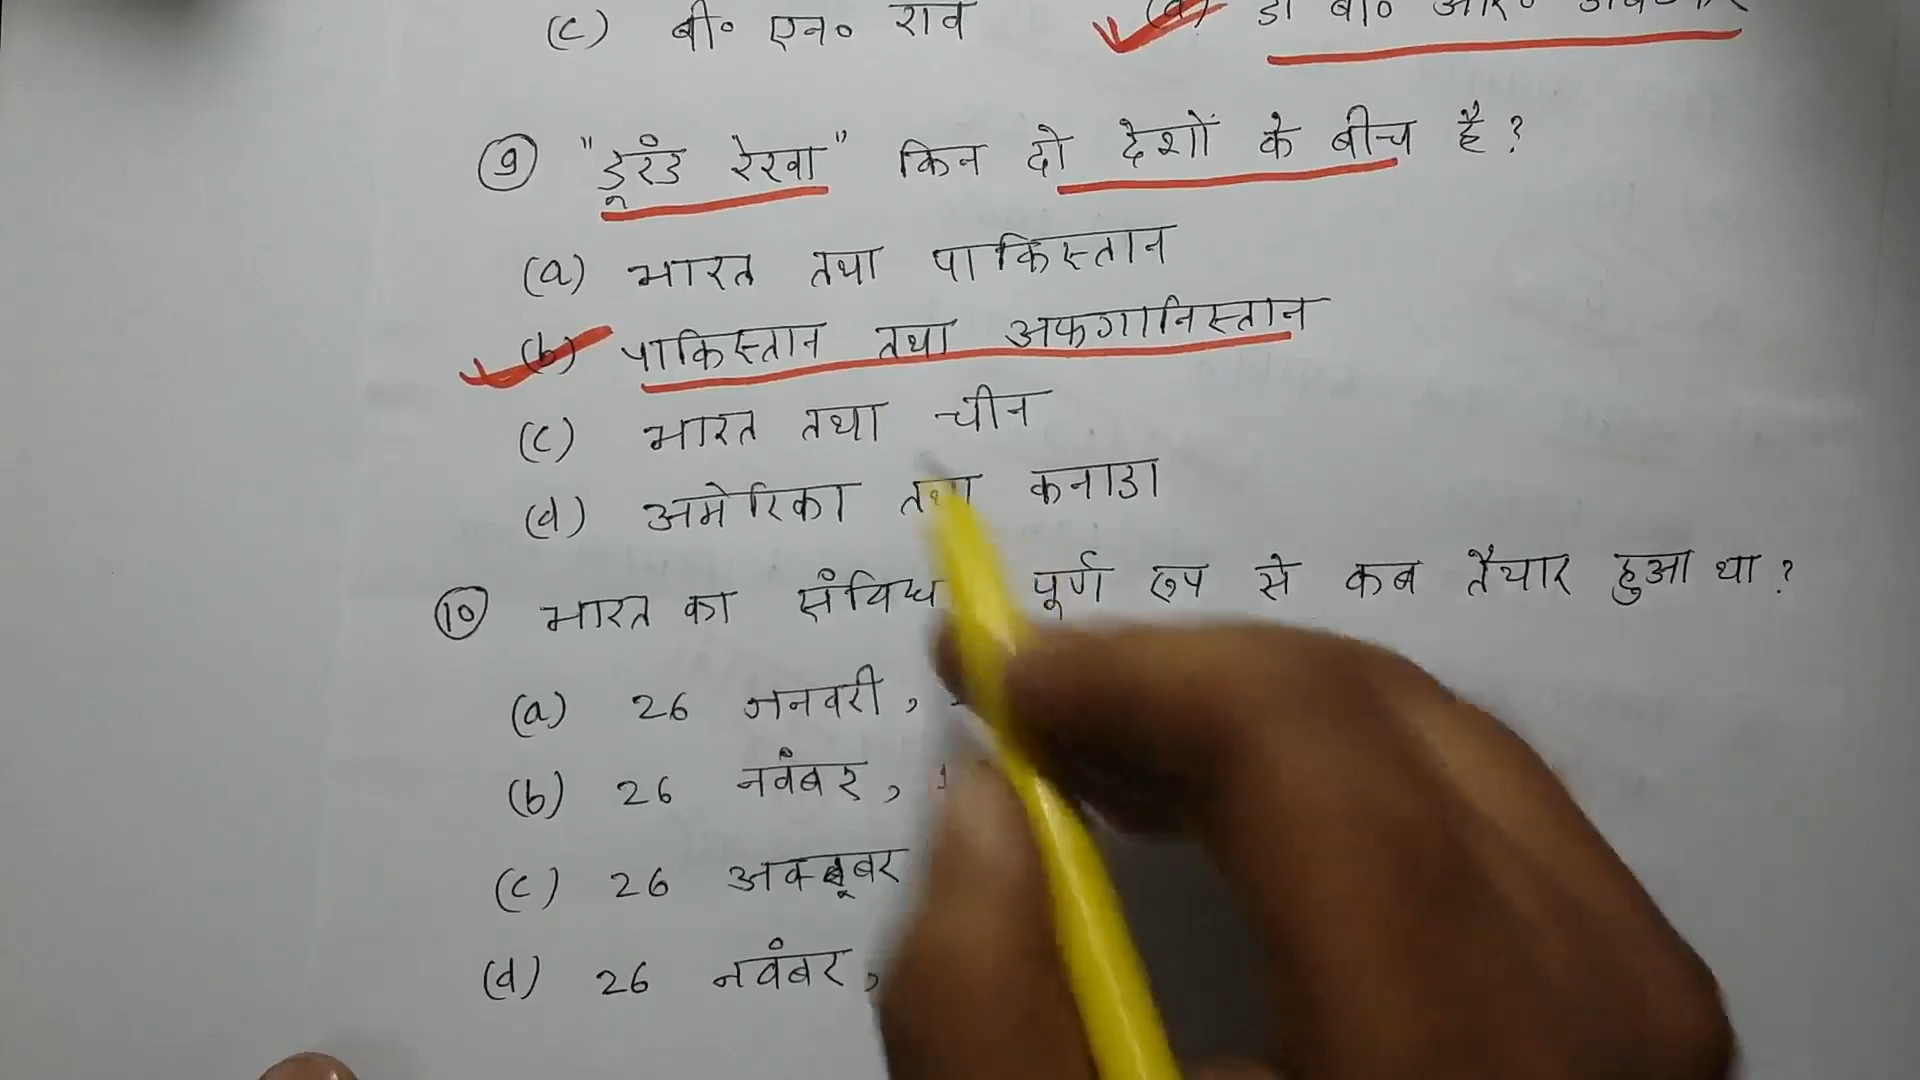 (c) बी० एन० राव
(9) "डूरंड रेखा" किन दो देशों के बीच है ?
(a) भारत तथा पाकिस्तान
(b) पाकिस्तान तथा अफगानिस्तान
(c) भारत तथा चीन
(d) अमेरिका तथा कनाडा
(10) भारत का पूर्ण रूप से कब तैयार हुआ था ?
(a) 26 जनवरी,
(b) 26 नवंबर,
(c) 26 अक्टूबर
(d) 26 नवंबर,